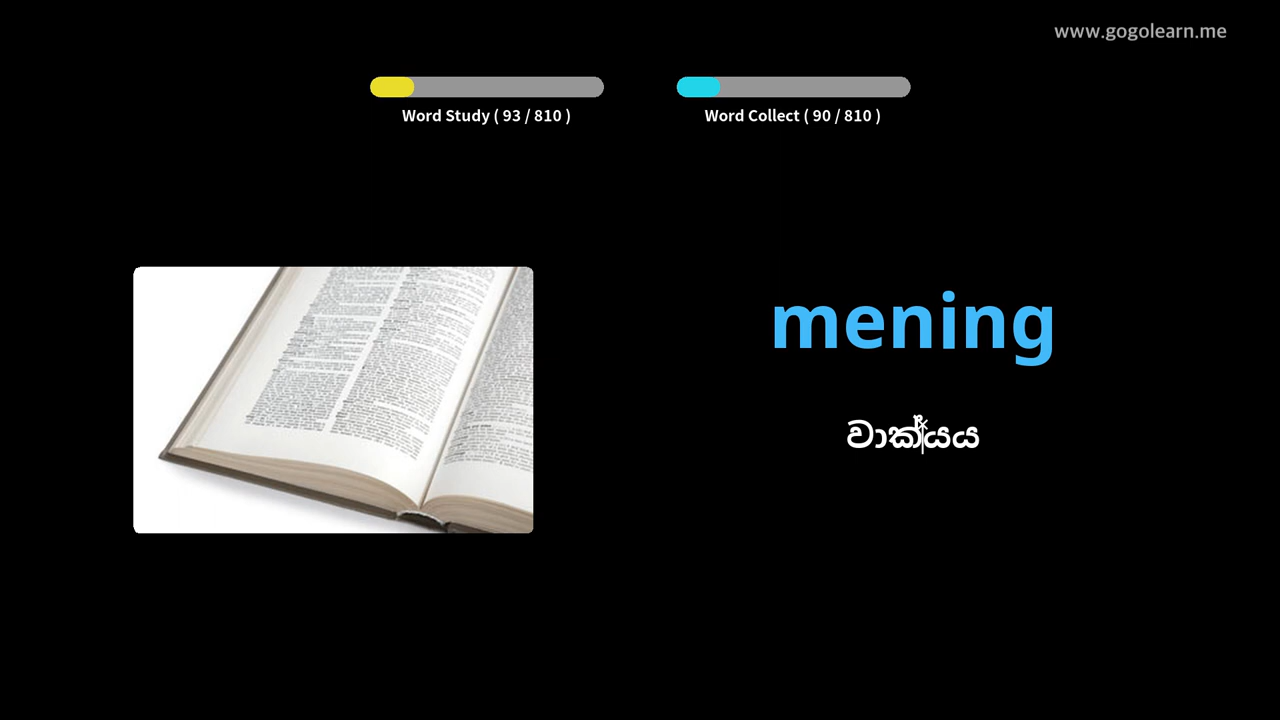 www.gogolearn.me
Word Study ( 93 / 810 )
Word Collect ( 90 / 810 )
mening
වාක්‍යය